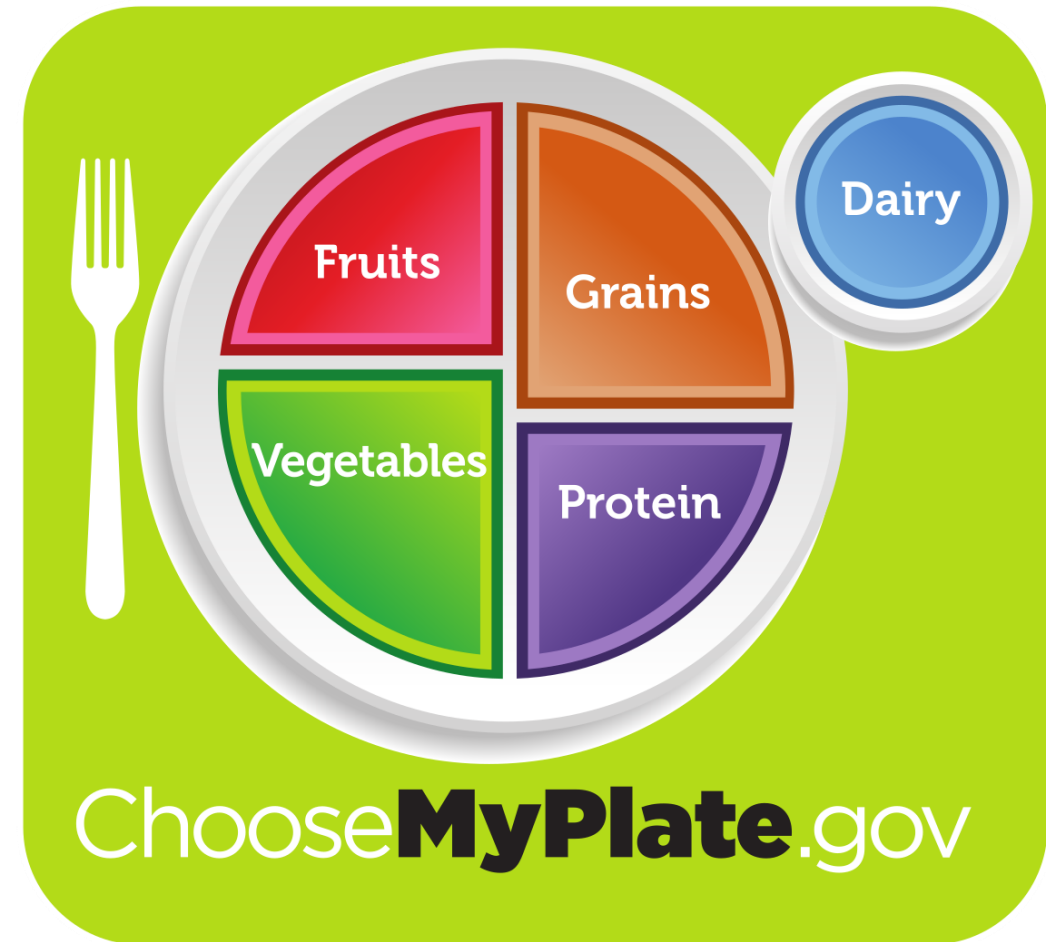 Dairy
Fruits
Grains
Vegetables
Protein
ChooseMyPlate.gov